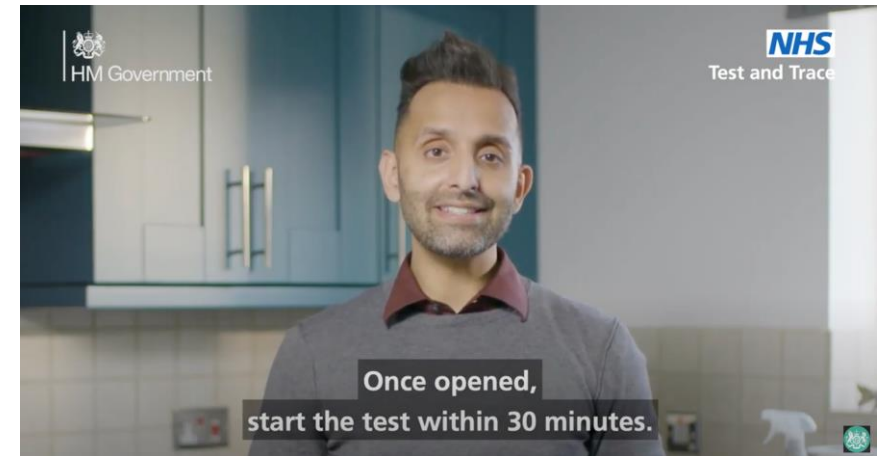 HM Government
NHS
Test and Trace
Once opened,
start the test within 30 minutes.